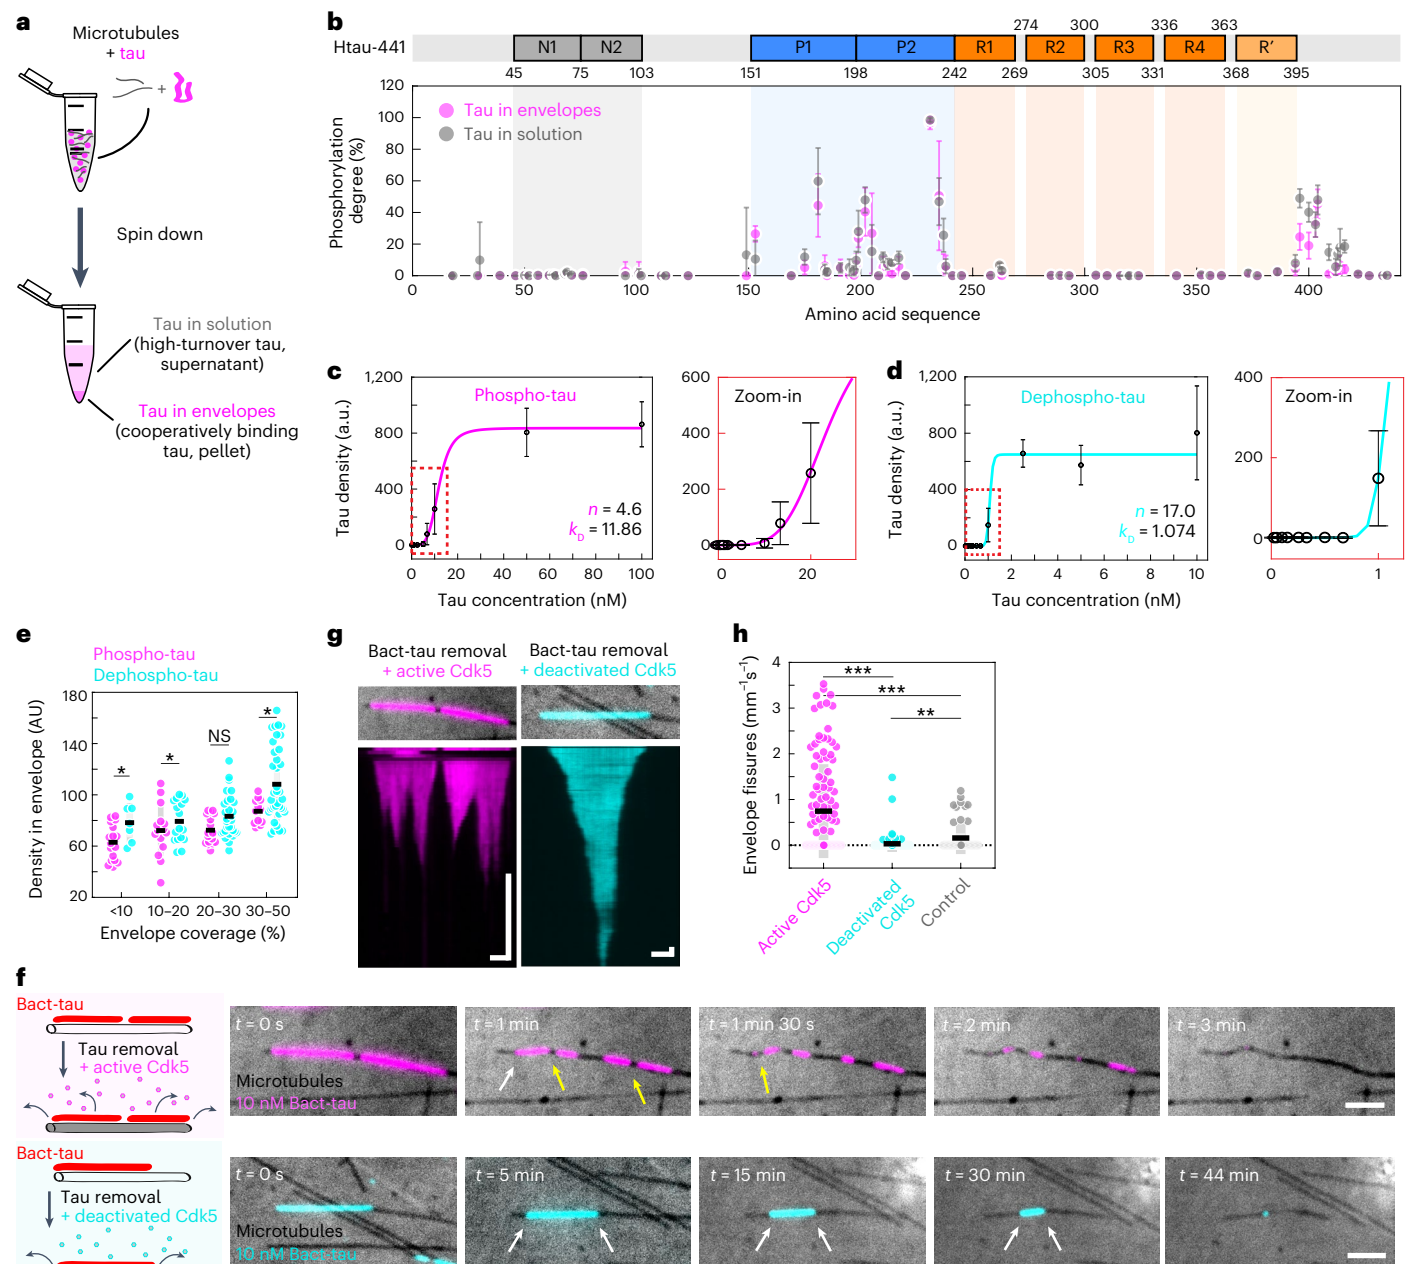 a
Microtubules
+ tau
+
Spin down
Tau in solution
(high-turnover tau,
supernatant)
Tau in envelopes
(cooperatively binding
tau, pellet)
b
274 300 336 363
Htau-441 N1 N2 P1 P2 R1 R2 R3 R4 R′
45 75 103 151 198 242 269 305 331 368 395
Phosphorylation
degree (%)
120
100
80
60
40
20
0
Tau in envelopes
Tau in solution
0 50 100 150 200 250 300 350 400
Amino acid sequence
c
Tau density (a.u.)
1,200
800
400
0
Phospho-tau
n = 4.6
kD = 11.86
0 20 40 60 80 100
Tau concentration (nM)
600
400
200
0
Zoom-in
0 20
d
Tau density (a.u.)
1,200
800
400
0
Dephospho-tau
n = 17.0
kD = 1.074
0 2 4 6 8 10
Tau concentration (nM)
400
200
0
Zoom-in
0 1
e
Phospho-tau
Dephospho-tau
Density in envelope (AU)
180
140
100
60
20
* * NS *
<10 10–20 20–30 30–50
Envelope coverage (%)
g
Bact-tau removal
+ active Cdk5
Bact-tau removal
+ deactivated Cdk5
h
Envelope fissures (mm⁻¹s⁻¹)
4
3
2
1
0
***
***
**
Active Cdk5
Deactivated
Cdk5
Control
f
Bact-tau
Tau removal
+ active Cdk5
t = 0 s
Microtubules
10 nM Bact-tau
t = 1 min
t = 1 min 30 s
t = 2 min
t = 3 min
Bact-tau
Tau removal
+ deactivated Cdk5
t = 0 s
Microtubules
10 nM Bact-tau
t = 5 min
t = 15 min
t = 30 min
t = 44 min